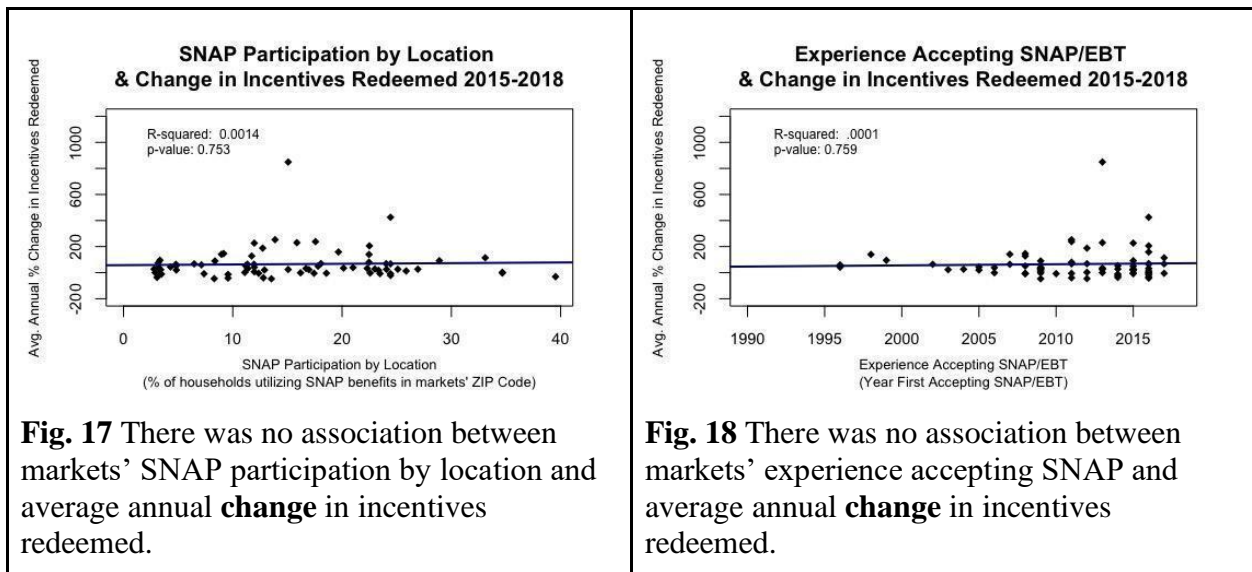 SNAP Participation by Location
& Change in Incentives Redeemed 2015-2018
Avg. Annual % Change in Incentives Redeemed
1000
600
200
-200
R-squared: 0.0014
p-value: 0.753
0 10 20 30 40
SNAP Participation by Location
(% of households utilizing SNAP benefits in markets' ZIP Code)
Fig. 17 There was no association between
markets’ SNAP participation by location and
average annual change in incentives
redeemed.
Experience Accepting SNAP/EBT
& Change in Incentives Redeemed 2015-2018
Avg. Annual % Change in Incentives Redeemed
1000
600
200
-200
R-squared: .0001
p-value: 0.759
1990 1995 2000 2005 2010 2015
Experience Accepting SNAP/EBT
(Year First Accepting SNAP/EBT)
Fig. 18 There was no association between
markets’ experience accepting SNAP and
average annual change in incentives
redeemed.